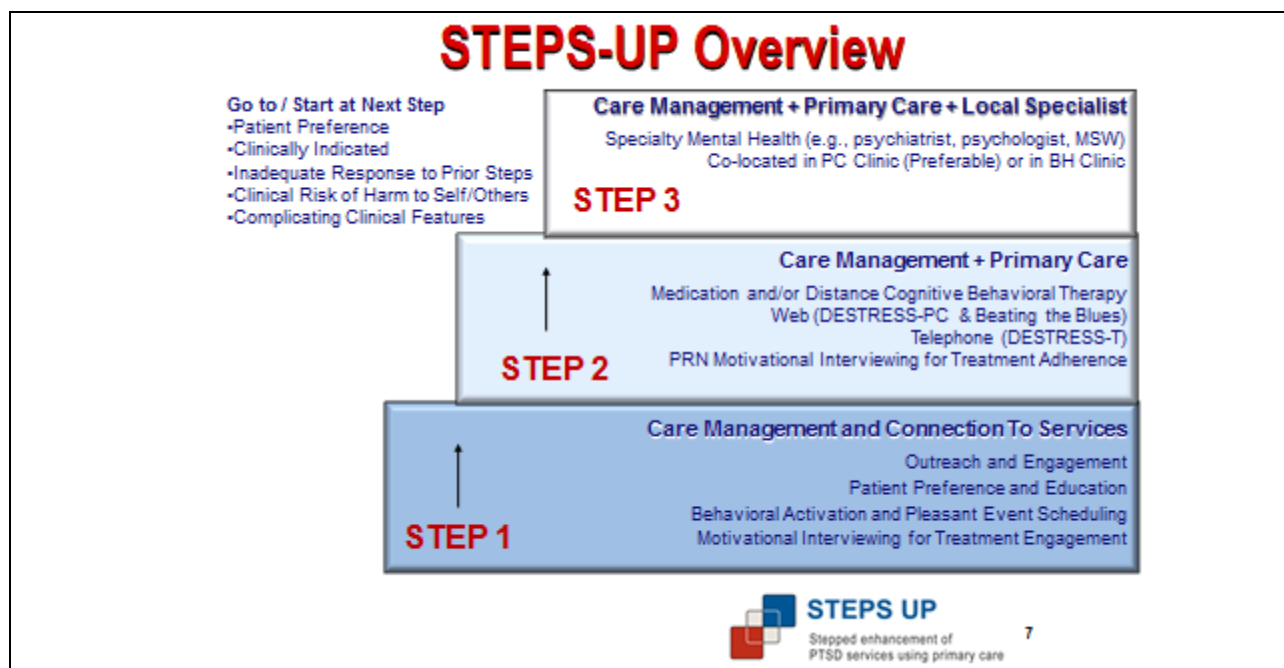 STEPS-UP Overview
Go to / Start at Next Step
•Patient Preference
•Clinically Indicated
•Inadequate Response to Prior Steps
•Clinical Risk of Harm to Self/Others
•Complicating Clinical Features
Care Management + Primary Care + Local Specialist
Specialty Mental Health (e.g., psychiatrist, psychologist, MSW)
Co-located in PC Clinic (Preferable) or in BH Clinic
STEP 3
Care Management + Primary Care
Medication and/or Distance Cognitive Behavioral Therapy
Web (DESTRESS-PC & Beating the Blues)
Telephone (DESTRESS-T)
PRN Motivational Interviewing for Treatment Adherence
STEP 2
Care Management and Connection To Services
Outreach and Engagement
Patient Preference and Education
Behavioral Activation and Pleasant Event Scheduling
Motivational Interviewing for Treatment Engagement
STEP 1
STEPS UP
Stepped enhancement of
PTSD services using primary care
7